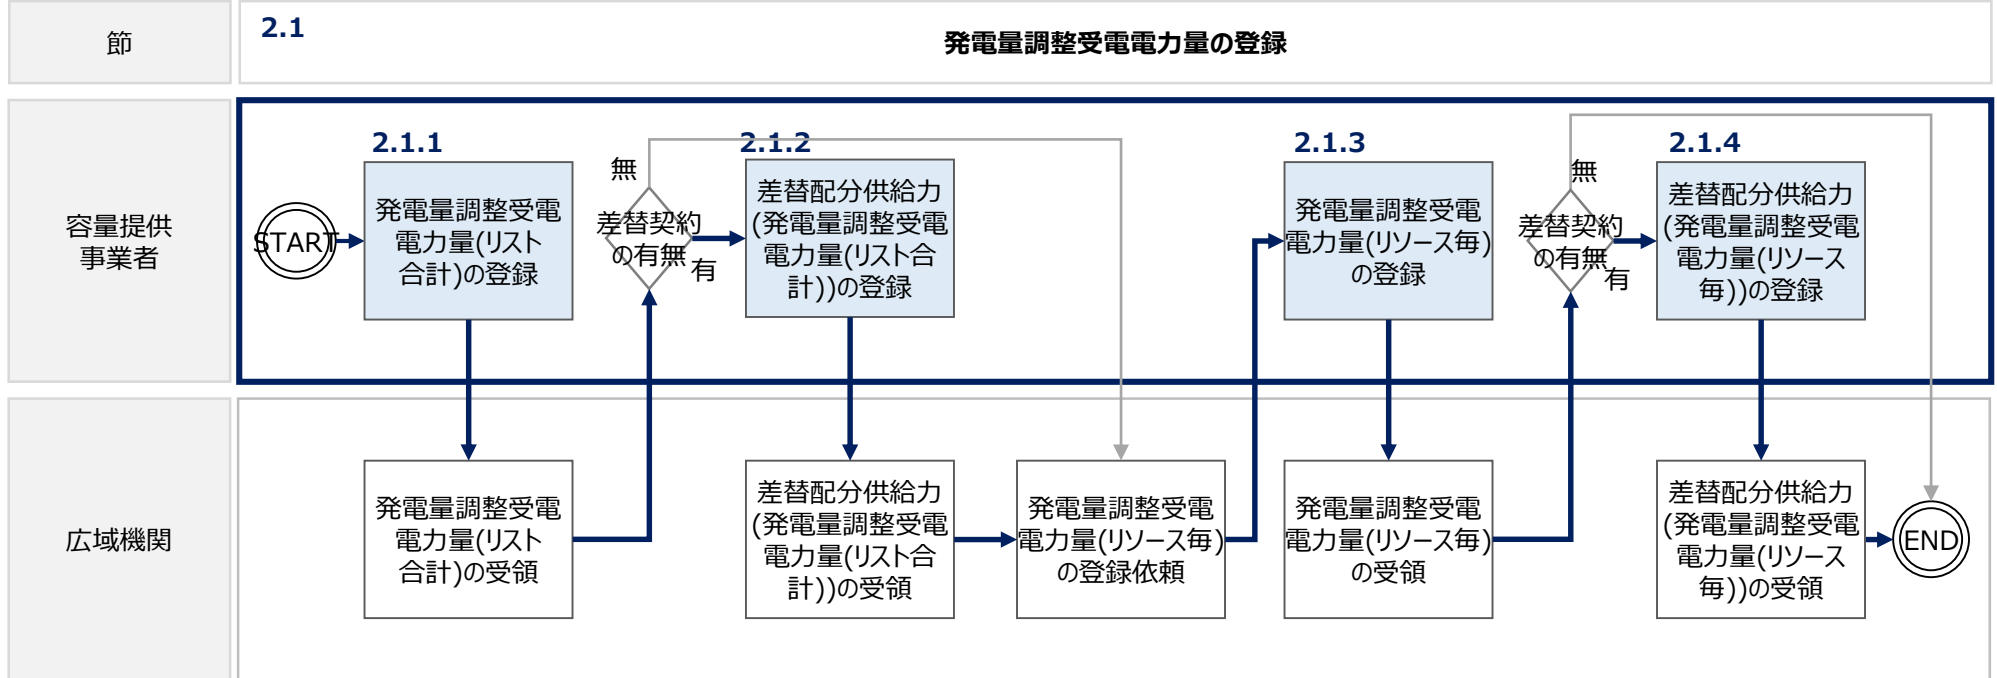 節
2.1
発電量調整受電電力量の登録
容量提供
事業者
START
2.1.1
発電量調整受電
電力量(リスト
合計)の登録
無
差替契約
の有無
有
2.1.2
差替配分供給力
(発電量調整受電
電力量(リスト合
計))の登録
2.1.3
発電量調整受電
電力量(リソース毎)
の登録
無
差替契約
の有無
有
2.1.4
差替配分供給力
(発電量調整受電
電力量(リソース
毎))の登録
広域機関
発電量調整受電
電力量(リスト
合計)の受領
差替配分供給力
(発電量調整受電
電力量(リスト合
計))の受領
発電量調整受電
電力量(リソース毎)
の登録依頼
発電量調整受電
電力量(リソース毎)
の受領
差替配分供給力
(発電量調整受電
電力量(リソース
毎))の受領
END